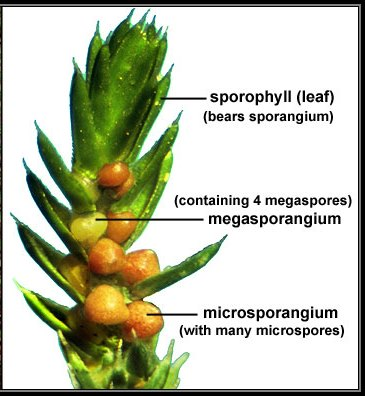 sporophyll (leaf)
(bears sporangium)
(containing 4 megaspores)
megasporangium
microsporangium
(with many microspores)